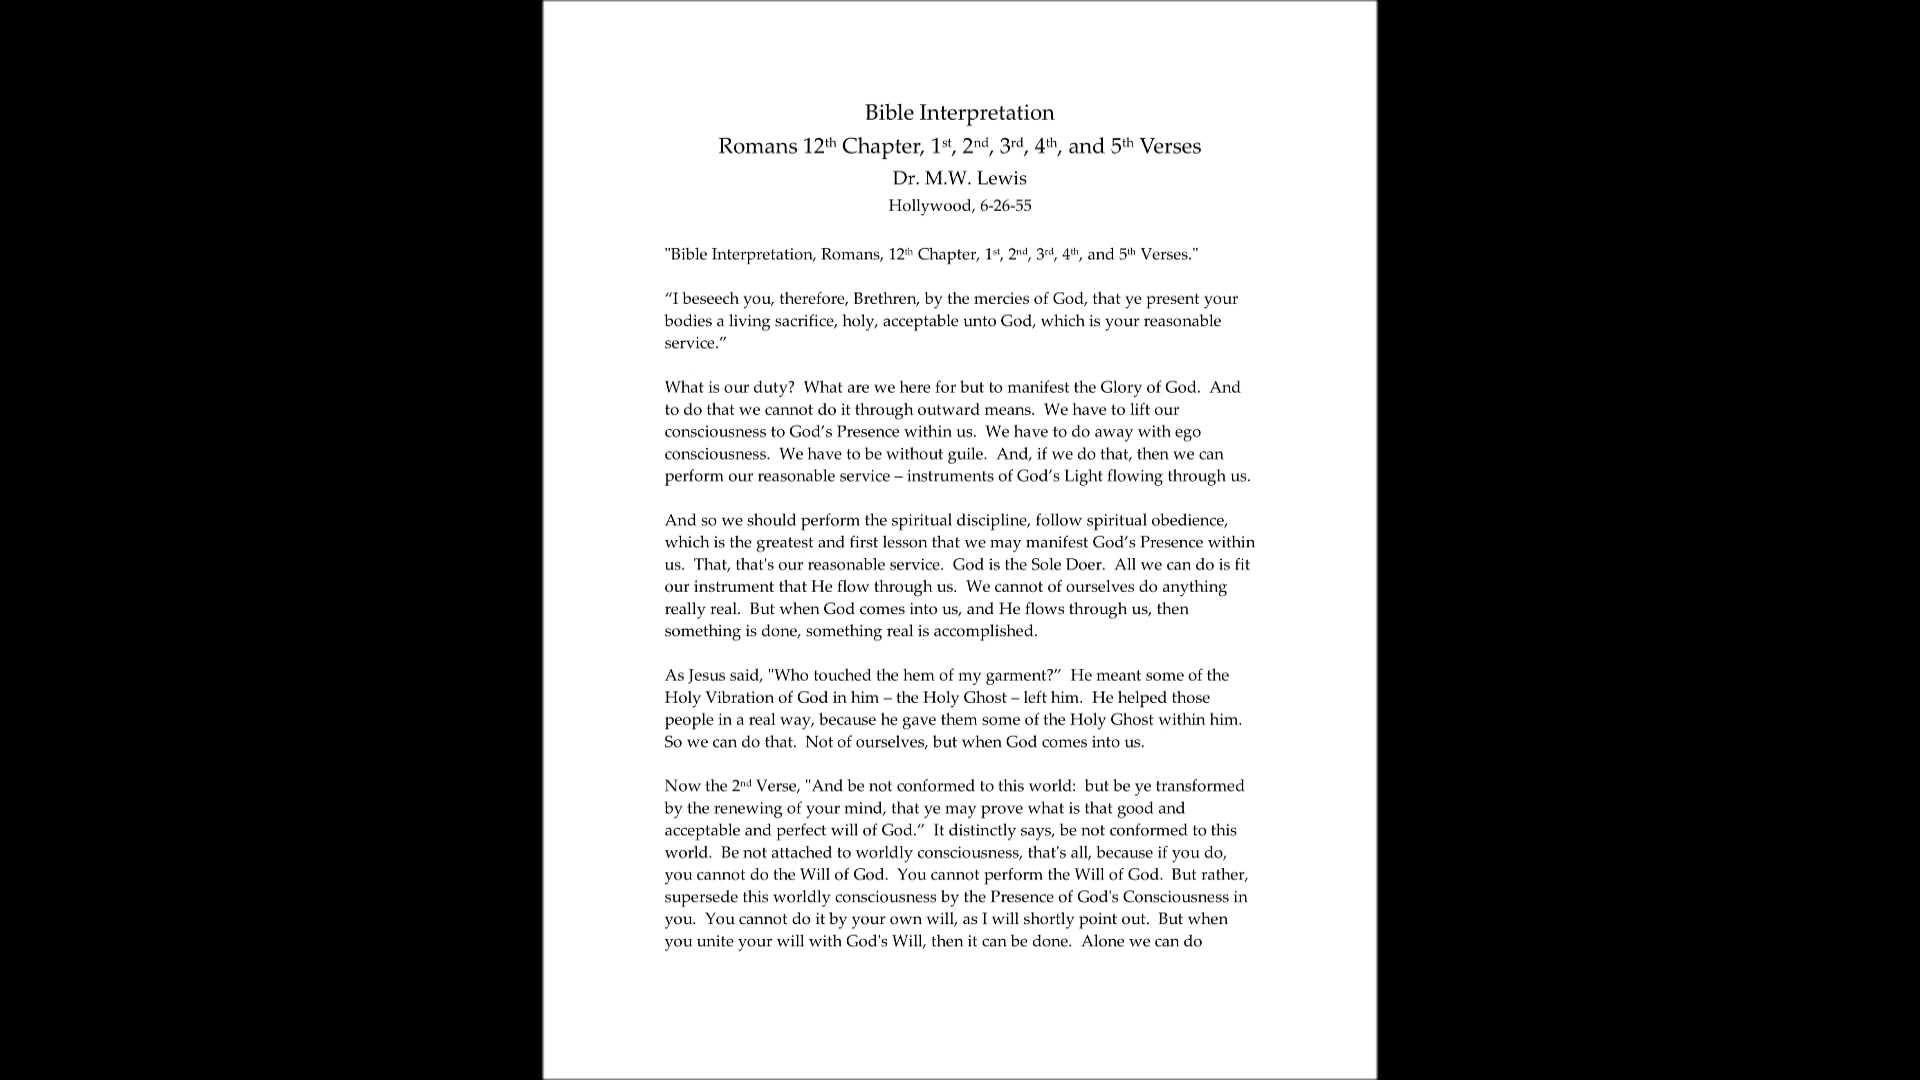 Bible Interpretation
Romans 12th Chapter, 1st, 2nd, 3rd, 4th, and 5th Verses
Dr. M.W. Lewis
Hollywood, 6-26-55
"Bible Interpretation, Romans, 12th Chapter, 1st, 2nd, 3rd, 4th, and 5th Verses."
“I beseech you, therefore, Brethren, by the mercies of God, that ye present your
bodies a living sacrifice, holy, acceptable unto God, which is your reasonable
service.”
What is our duty?  What are we here for but to manifest the Glory of God.  And
to do that we cannot do it through outward means.  We have to lift our
consciousness to God’s Presence within us.  We have to do away with ego
consciousness.  We have to be without guile.  And, if we do that, then we can
perform our reasonable service – instruments of God’s Light flowing through us.
And so we should perform the spiritual discipline, follow spiritual obedience,
which is the greatest and first lesson that we may manifest God’s Presence within
us.  That, that's our reasonable service.  God is the Sole Doer.  All we can do is fit
our instrument that He flow through us.  We cannot of ourselves do anything
really real.  But when God comes into us, and He flows through us, then
something is done, something real is accomplished.
As Jesus said, "Who touched the hem of my garment?”  He meant some of the
Holy Vibration of God in him – the Holy Ghost – left him.  He helped those
people in a real way, because he gave them some of the Holy Ghost within him.
So we can do that.  Not of ourselves, but when God comes into us.
Now the 2nd Verse, "And be not conformed to this world:  but be ye transformed
by the renewing of your mind, that ye may prove what is that good and
acceptable and perfect will of God.”  It distinctly says, be not conformed to this
world.  Be not attached to worldly consciousness, that's all, because if you do,
you cannot do the Will of God.  You cannot perform the Will of God.  But rather,
supersede this worldly consciousness by the Presence of God's Consciousness in
you.  You cannot do it by your own will, as I will shortly point out.  But when
you unite your will with God's Will, then it can be done.  Alone we can do